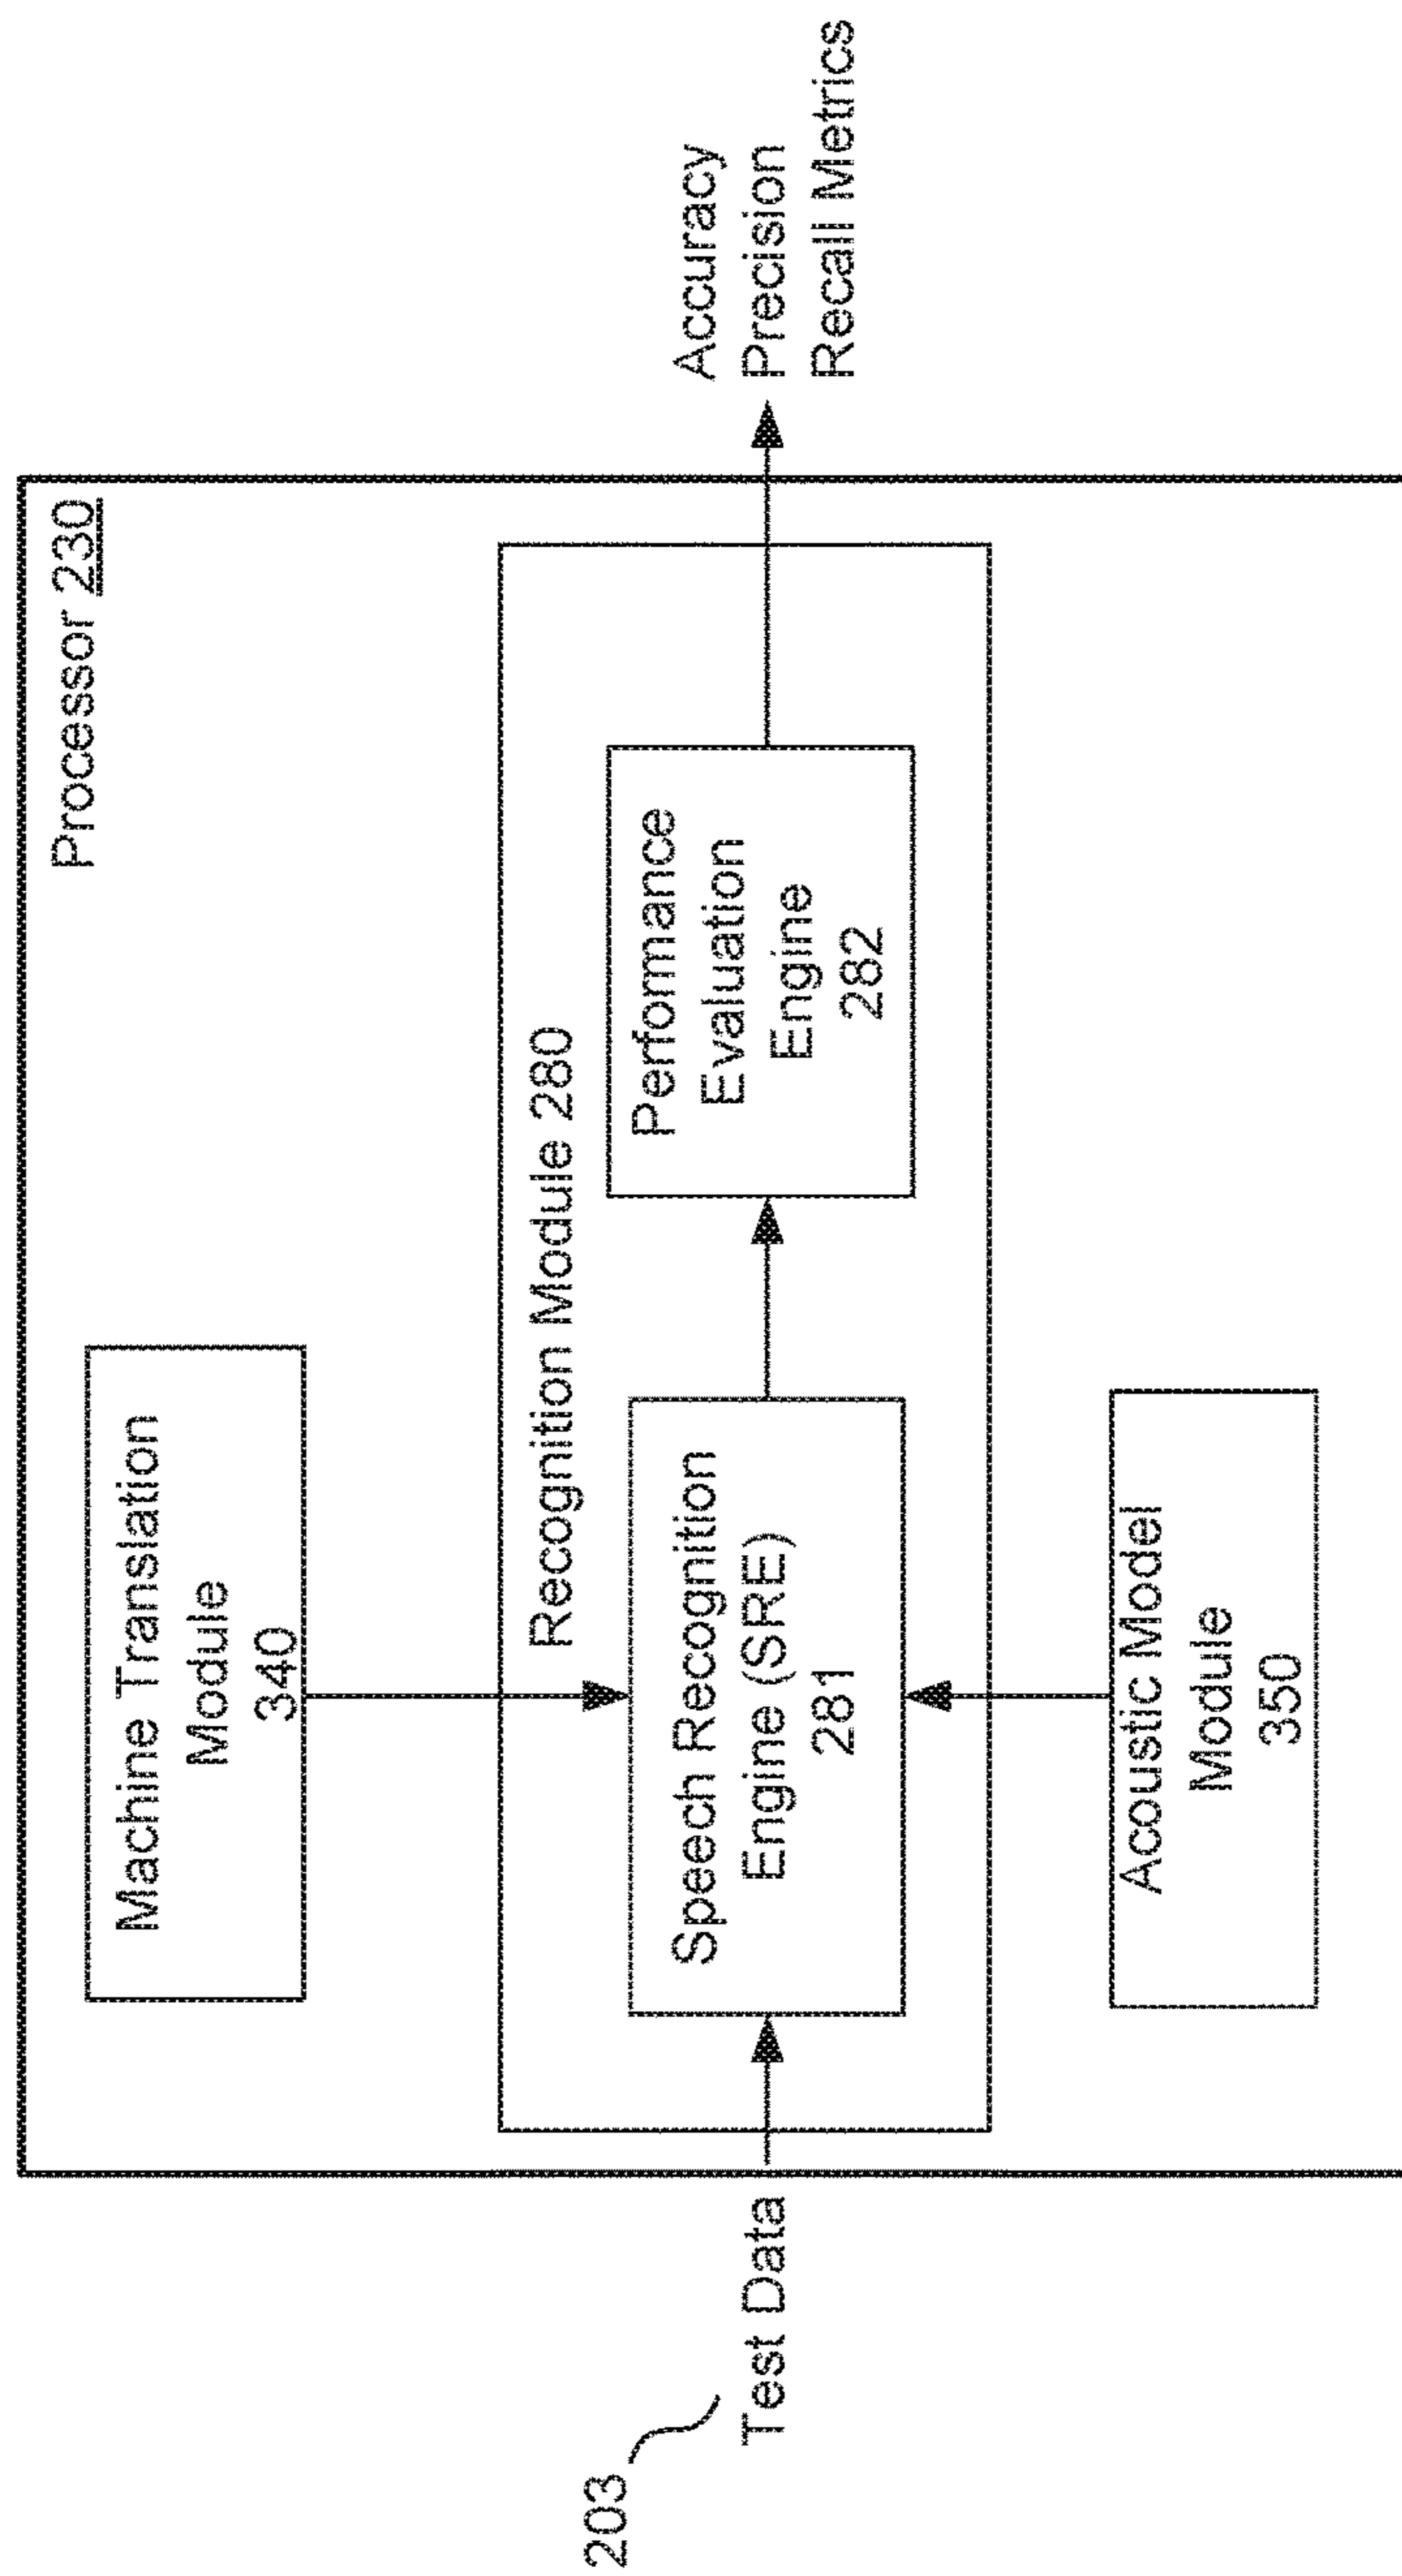 Processor 230
Machine Translation
Module
340
Recognition Module 280
203
Test Data
Speech Recognition
Engine (SRE)
281
Performance
Evaluation
Engine
282
Accuracy
Precision
Recall Metrics
Acoustic Model
Module
350